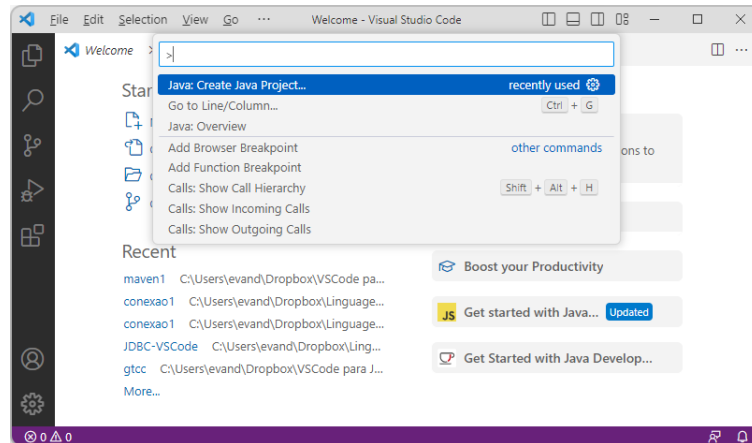 File Edit Selection View Go ··· Welcome - Visual Studio Code
Welcome
>
Star
Java: Create Java Project... recently used
Go to Line/Column... Ctrl + G
Java: Overview
Add Browser Breakpoint other commands
ons to
Add Function Breakpoint
Calls: Show Call Hierarchy Shift + Alt + H
Calls: Show Incoming Calls
Calls: Show Outgoing Calls
Recent
maven1 C:\Users\evand\Dropbox\VSCode pa...
conexao1 C:\Users\evand\Dropbox\Linguage...
conexao1 C:\Users\evand\Dropbox\Linguage...
JDBC-VSCode C:\Users\evand\Dropbox\Ling...
gtcc C:\Users\evand\Dropbox\VSCode para J...
More...
Boost your Productivity
JS Get started with Java... Updated
Get Started with Java Develop...
0 0